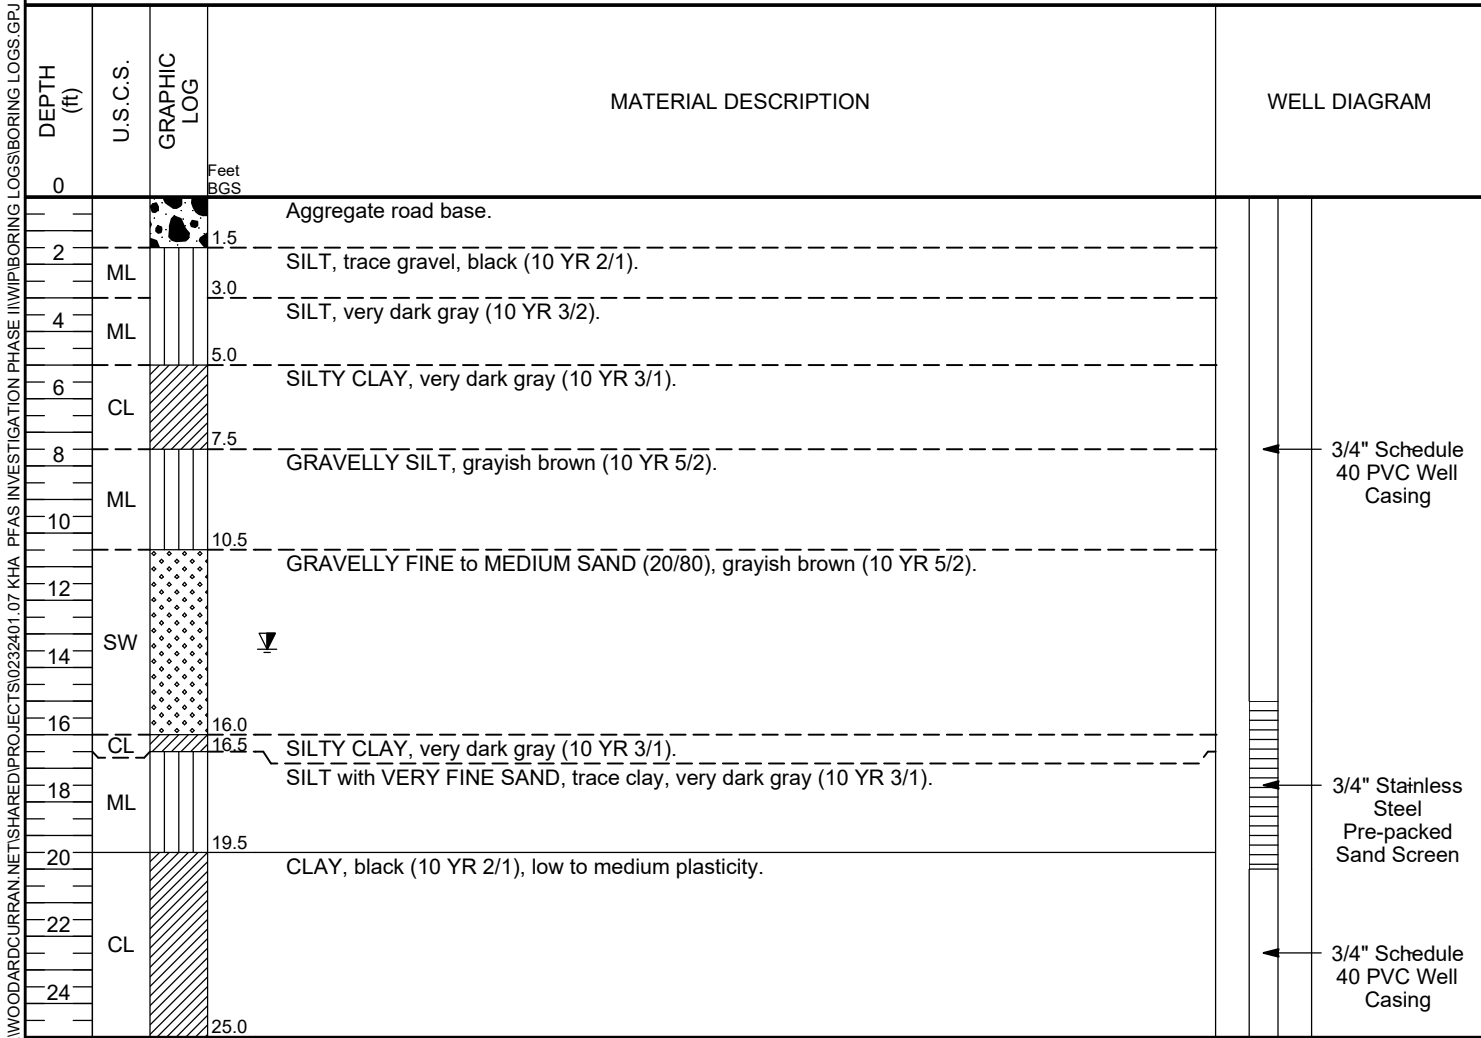 .\WOODARDCURRAN.NET\SHARED\PROJECTS\0232401.07 KHA PFAS INVESTIGATION PHASE II\WIP\BORING LOGS\BORING LOGS.GPJ
DEPTH
(ft)
U.S.C.S.
GRAPHIC
LOG
MATERIAL DESCRIPTION
WELL DIAGRAM
0
Feet
BGS
Aggregate road base.
1.5
2
ML
SILT, trace gravel, black (10 YR 2/1).
3.0
4
ML
SILT, very dark gray (10 YR 3/2).
5.0
6
CL
SILTY CLAY, very dark gray (10 YR 3/1).
7.5
8
ML
GRAVELLY SILT, grayish brown (10 YR 5/2).
3/4" Schedule
40 PVC Well
Casing
10
10.5
12
GRAVELLY FINE to MEDIUM SAND (20/80), grayish brown (10 YR 5/2).
SW
14
16
16.0
CL
16.5
SILTY CLAY, very dark gray (10 YR 3/1).
SILT with VERY FINE SAND, trace clay, very dark gray (10 YR 3/1).
18
ML
3/4" Stainless
Steel
Pre-packed
Sand Screen
19.5
20
CLAY, black (10 YR 2/1), low to medium plasticity.
22
CL
3/4" Schedule
40 PVC Well
Casing
24
25.0